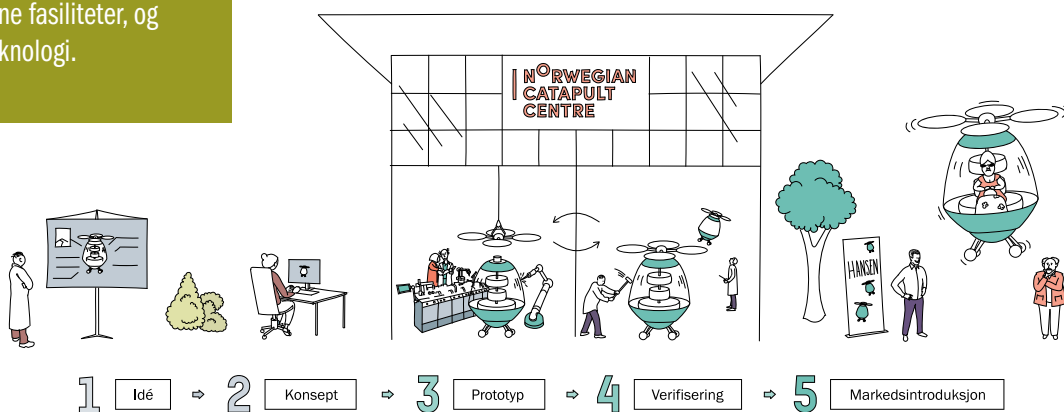 ne fasiliteter, og
knologi.
NORWEGIAN
CATAPULT
CENTRE
HANSEN
1 Idé ⇨ 2 Konsept ⇨ 3 Prototyp ⇨ 4 Verifisering ⇨ 5 Markedsintroduksjon